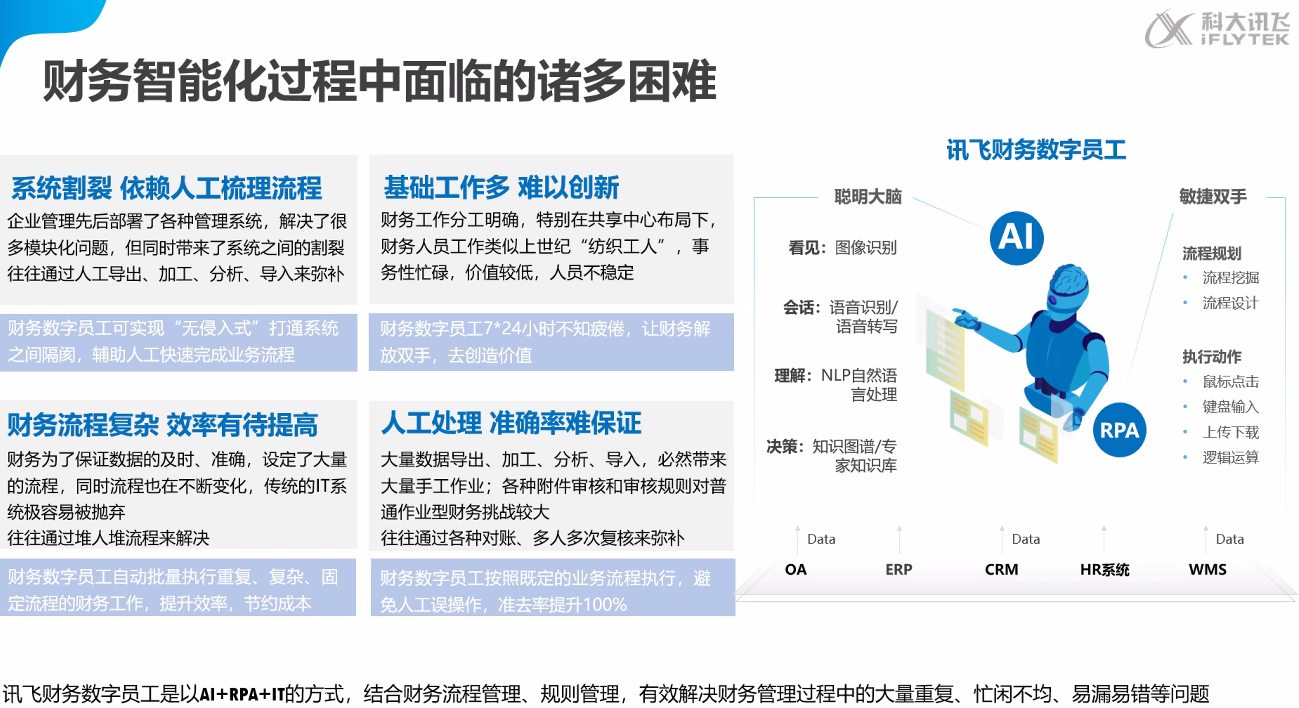 科大讯飞
iFLYTEK
财务智能化过程中面临的诸多困难
系统割裂 依赖人工梳理流程
企业管理先后部署了各种管理系统，解决了很
多模块化问题，但同时带来了系统之间的割裂
往往通过人工导出、加工、分析、导入来弥补
财务数字员工可实现“无侵入式”打通系统
之间隔阂，辅助人工快速完成业务流程
基础工作多 难以创新
财务工作分工明确，特别在共享中心布局下，
财务人员工作类似上世纪“纺织工人”，事
务性忙碌，价值较低，人员不稳定
财务数字员工7*24小时不知疲倦，让财务解
放双手，去创造价值
财务流程复杂 效率有待提高
财务为了保证数据的及时、准确，设定了大量
的流程，同时流程也在不断变化，传统的IT系
统极容易被抛弃
往往通过堆人堆流程来解决
财务数字员工自动批量执行重复、复杂、固
定流程的财务工作，提升效率，节约成本
人工处理 准确率难保证
大量数据导出、加工、分析、导入，必然带来
大量手工作业；各种附件审核和审核规则对普
通作业型财务挑战较大
往往通过各种对账、多人多次复核来弥补
财务数字员工按照既定的业务流程执行，避
免人工误操作，准去率提升100%
讯飞财务数字员工
聪明大脑
看见：图像识别
会话：语音识别/
语音转写
理解：NLP自然语
言处理
决策：知识图谱/专
家知识库
AI
RPA
敏捷双手
流程规划
• 流程挖掘
• 流程设计
执行动作
• 鼠标点击
• 键盘输入
• 上传下载
• 逻辑运算
Data
Data
Data
OA
ERP
CRM
HR系统
WMS
讯飞财务数字员工是以AI+RPA+IT的方式，结合财务流程管理、规则管理，有效解决财务管理过程中的大量重复、忙闲不均、易漏易错等问题